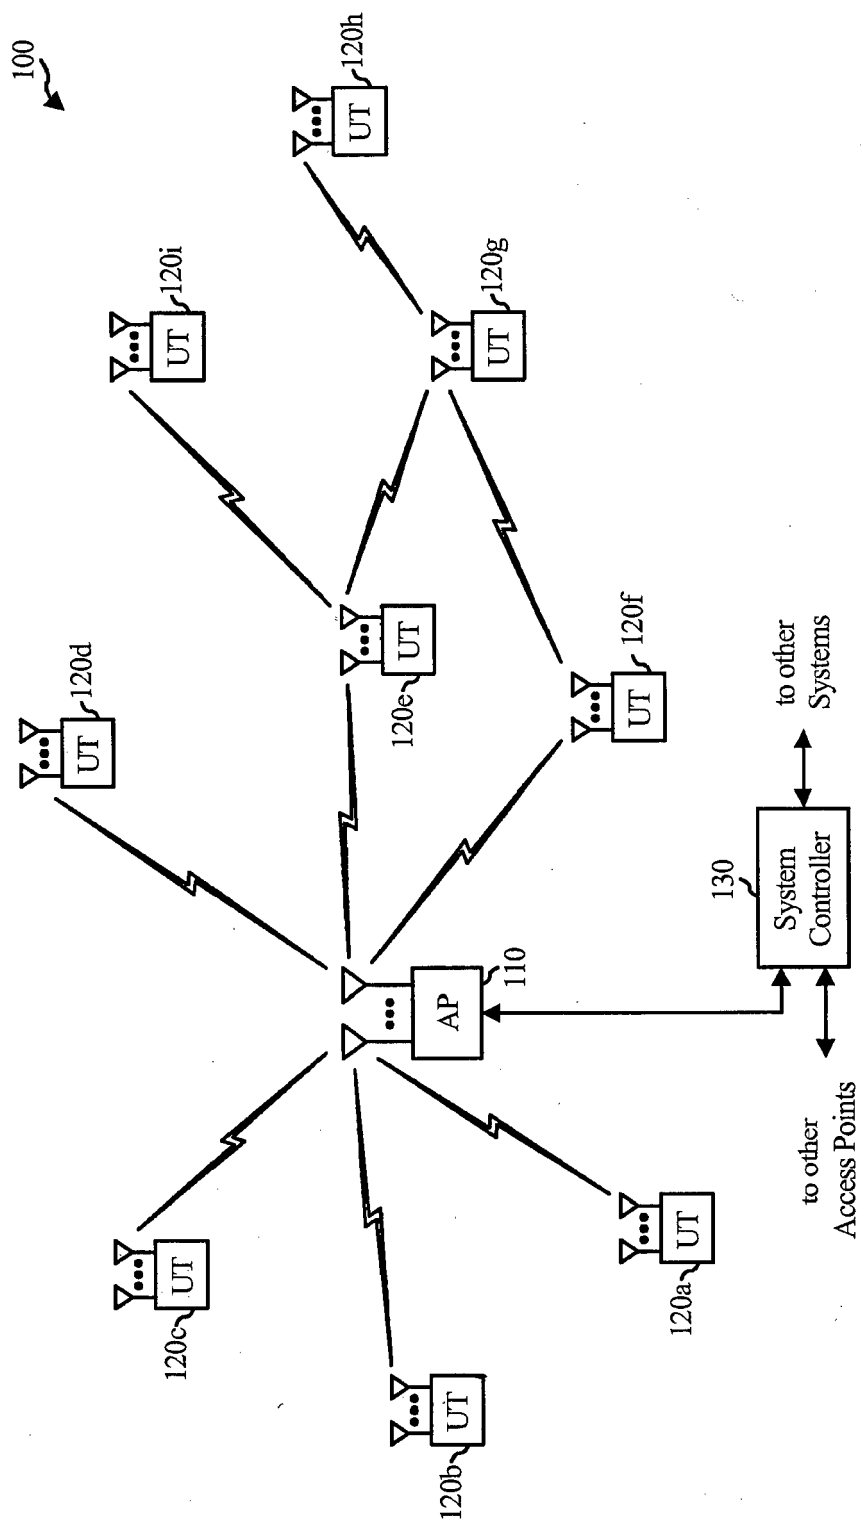 100
120d
UT
120i
UT
120h
UT
120c
UT
120e
UT
120g
UT
120b
UT
AP
110
120f
UT
120a
UT
130
System
Controller
to other
Access Points
to other
Systems